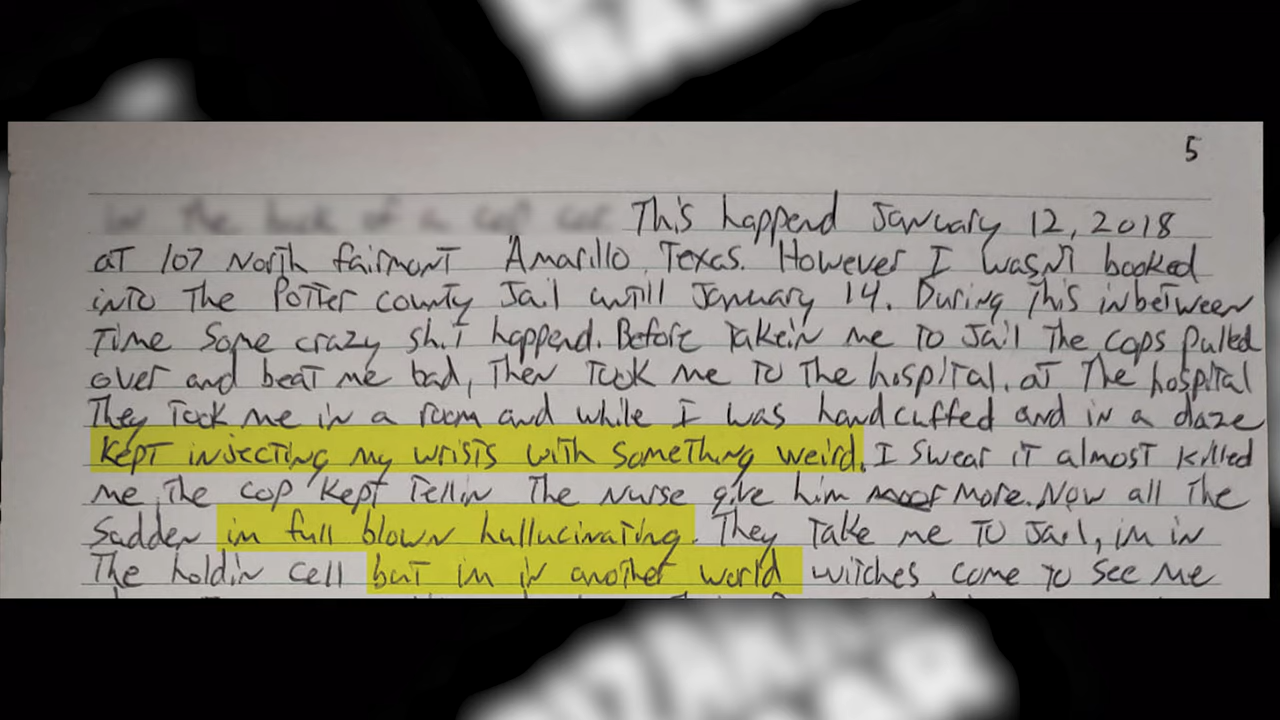 5
This happend January 12, 2018
at 107 North fairmont Amarillo, Texas. However I wasn't booked
into The Potter county Jail untill January 14. During This inbetween
Time Some crazy sh.t happend. Before Takein me to Jail The cops pulled
over and beat me bad, Then Took me To The hospital. at The hospital
They Took me in a room and while I was handcuffed and in a daze
kept injecting my wrists with something weird. I swear it almost killed
me, The cop kept Tellin The nurse give him more. Now all The
sudden im full blown hallucinating. They Take me To Jail, im in
The holdin cell but im in another world witches come To see me